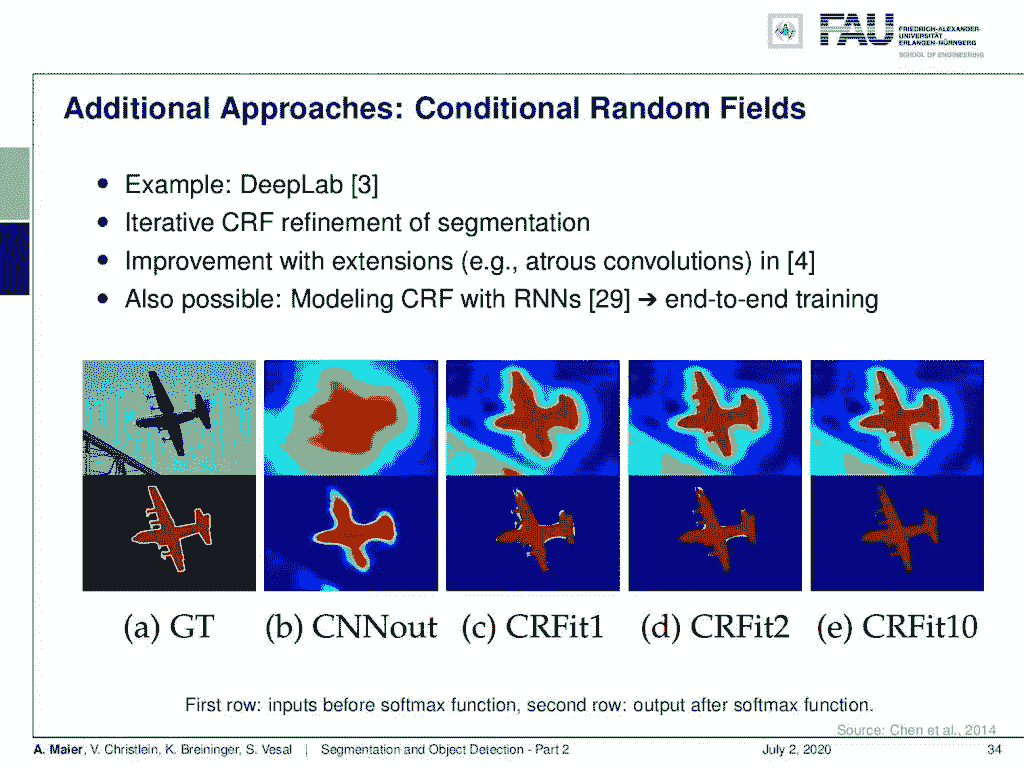 FAU
FRIEDRICH-ALEXANDER-
UNIVERSITÄT
ERLANGEN-NÜRNBERG
SCHOOL OF ENGINEERING
Additional Approaches: Conditional Random Fields
• Example: DeepLab [3]
• Iterative CRF refinement of segmentation
• Improvement with extensions (e.g., atrous convolutions) in [4]
• Also possible: Modeling CRF with RNNs [29] ➔ end-to-end training
(a) GT (b) CNNout (c) CRFit1 (d) CRFit2 (e) CRFit10
First row: inputs before softmax function, second row: output after softmax function.
Source: Chen et al., 2014
A. Maier, V. Christlein, K. Breininger, S. Vesal | Segmentation and Object Detection - Part 2 July 2, 2020 34